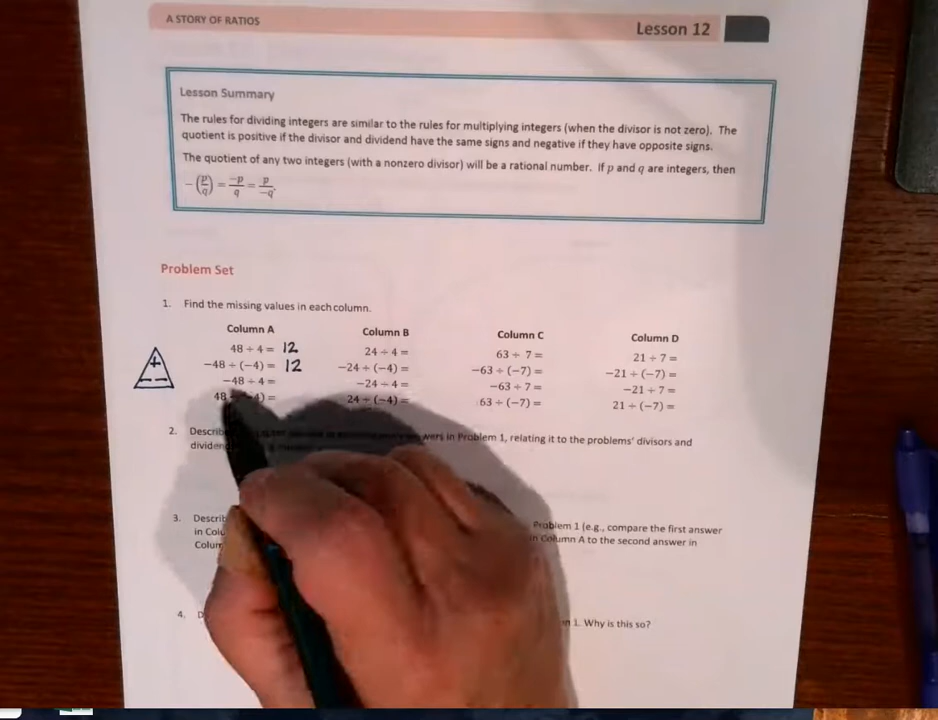 A STORY OF RATIOS
Lesson 12
Lesson Summary
The rules for dividing integers are similar to the rules for multiplying integers (when the divisor is not zero). The
quotient is positive if the divisor and dividend have the same signs and negative if they have opposite signs.
The quotient of any two integers (with a nonzero divisor) will be a rational number. If p and q are integers, then
−(p/q) = −p/q = p/−q.
Problem Set
1. Find the missing values in each column.
Column A Column B Column C Column D
48 ÷ 4 = 12 24 ÷ 4 = 63 ÷ 7 = 21 ÷ 7 =
−48 ÷ (−4) = 12 −24 ÷ (−4) = −63 ÷ (−7) = −21 ÷ (−7) =
−48 ÷ 4 = −24 ÷ 4 = −63 ÷ 7 = −21 ÷ 7 =
48 4) = 24 ÷ (−4) = 63 ÷ (−7) = 21 ÷ (−7) =
+
− −
2. in Problem 1, relating it to the problems' divisors and
3. Problem 1 (e.g., compare the first answer
in Column A to the second answer in
4. 1. Why is this so?